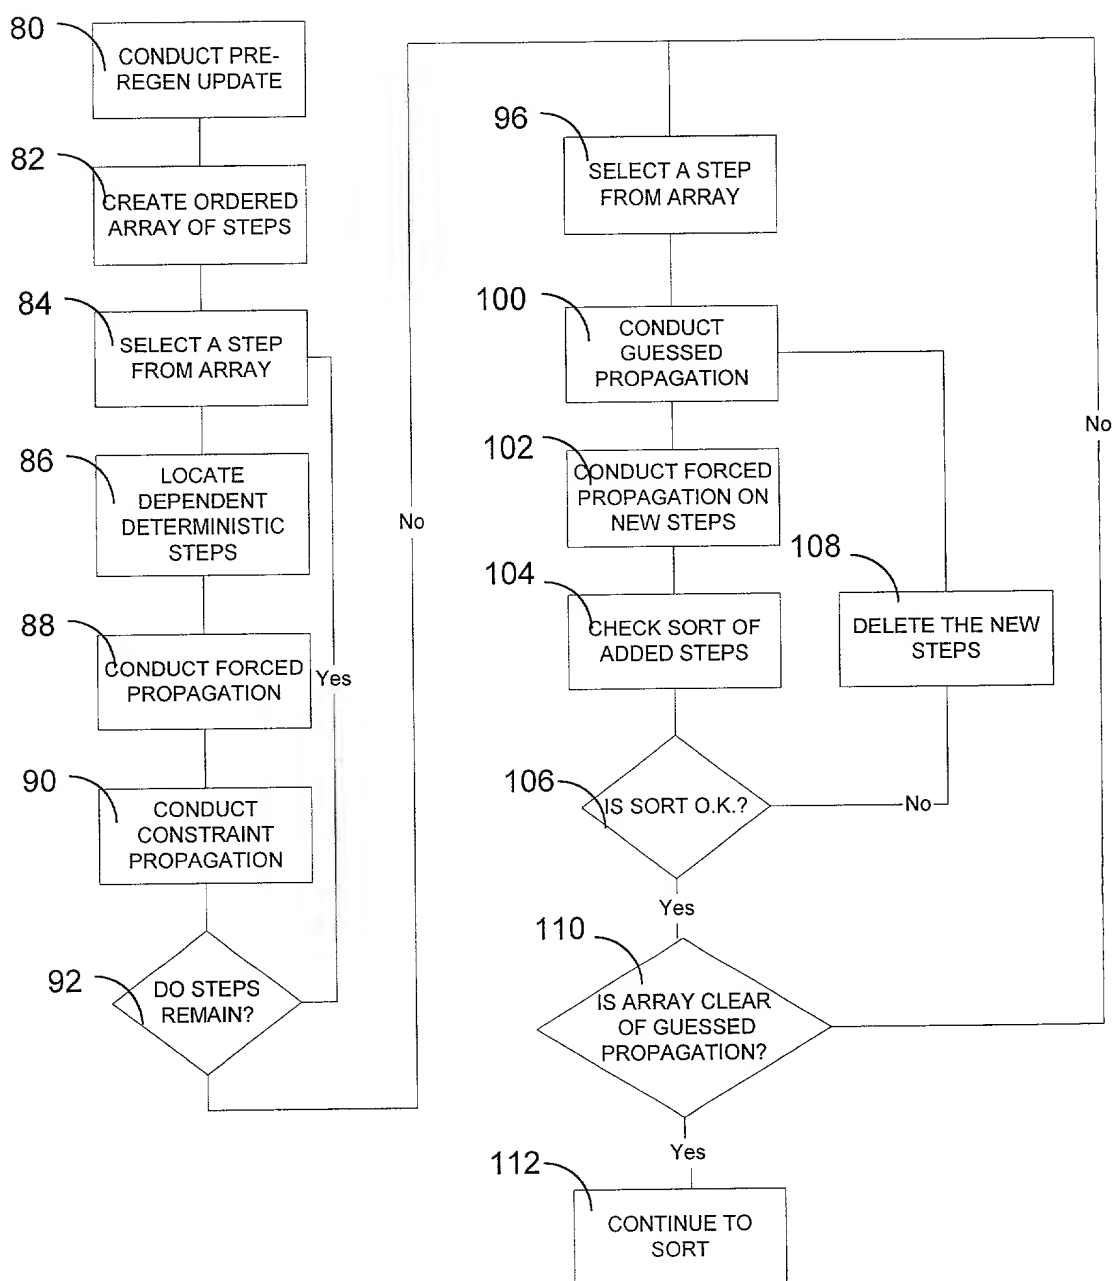 80
CONDUCT PRE-
REGEN UPDATE
82
CREATE ORDERED
ARRAY OF STEPS
84
SELECT A STEP
FROM ARRAY
86
LOCATE
DEPENDENT
DETERMINISTIC
STEPS
88
CONDUCT FORCED
PROPAGATION
Yes
90
CONDUCT
CONSTRAINT
PROPAGATION
92
DO STEPS
REMAIN?
No
96
SELECT A STEP
FROM ARRAY
100
CONDUCT
GUESSED
PROPAGATION
102
CONDUCT FORCED
PROPAGATION ON
NEW STEPS
104
CHECK SORT OF
ADDED STEPS
108
DELETE THE NEW
STEPS
106
IS SORT O.K.?
No
Yes
110
IS ARRAY CLEAR
OF GUESSED
PROPAGATION?
No
Yes
112
CONTINUE TO
SORT